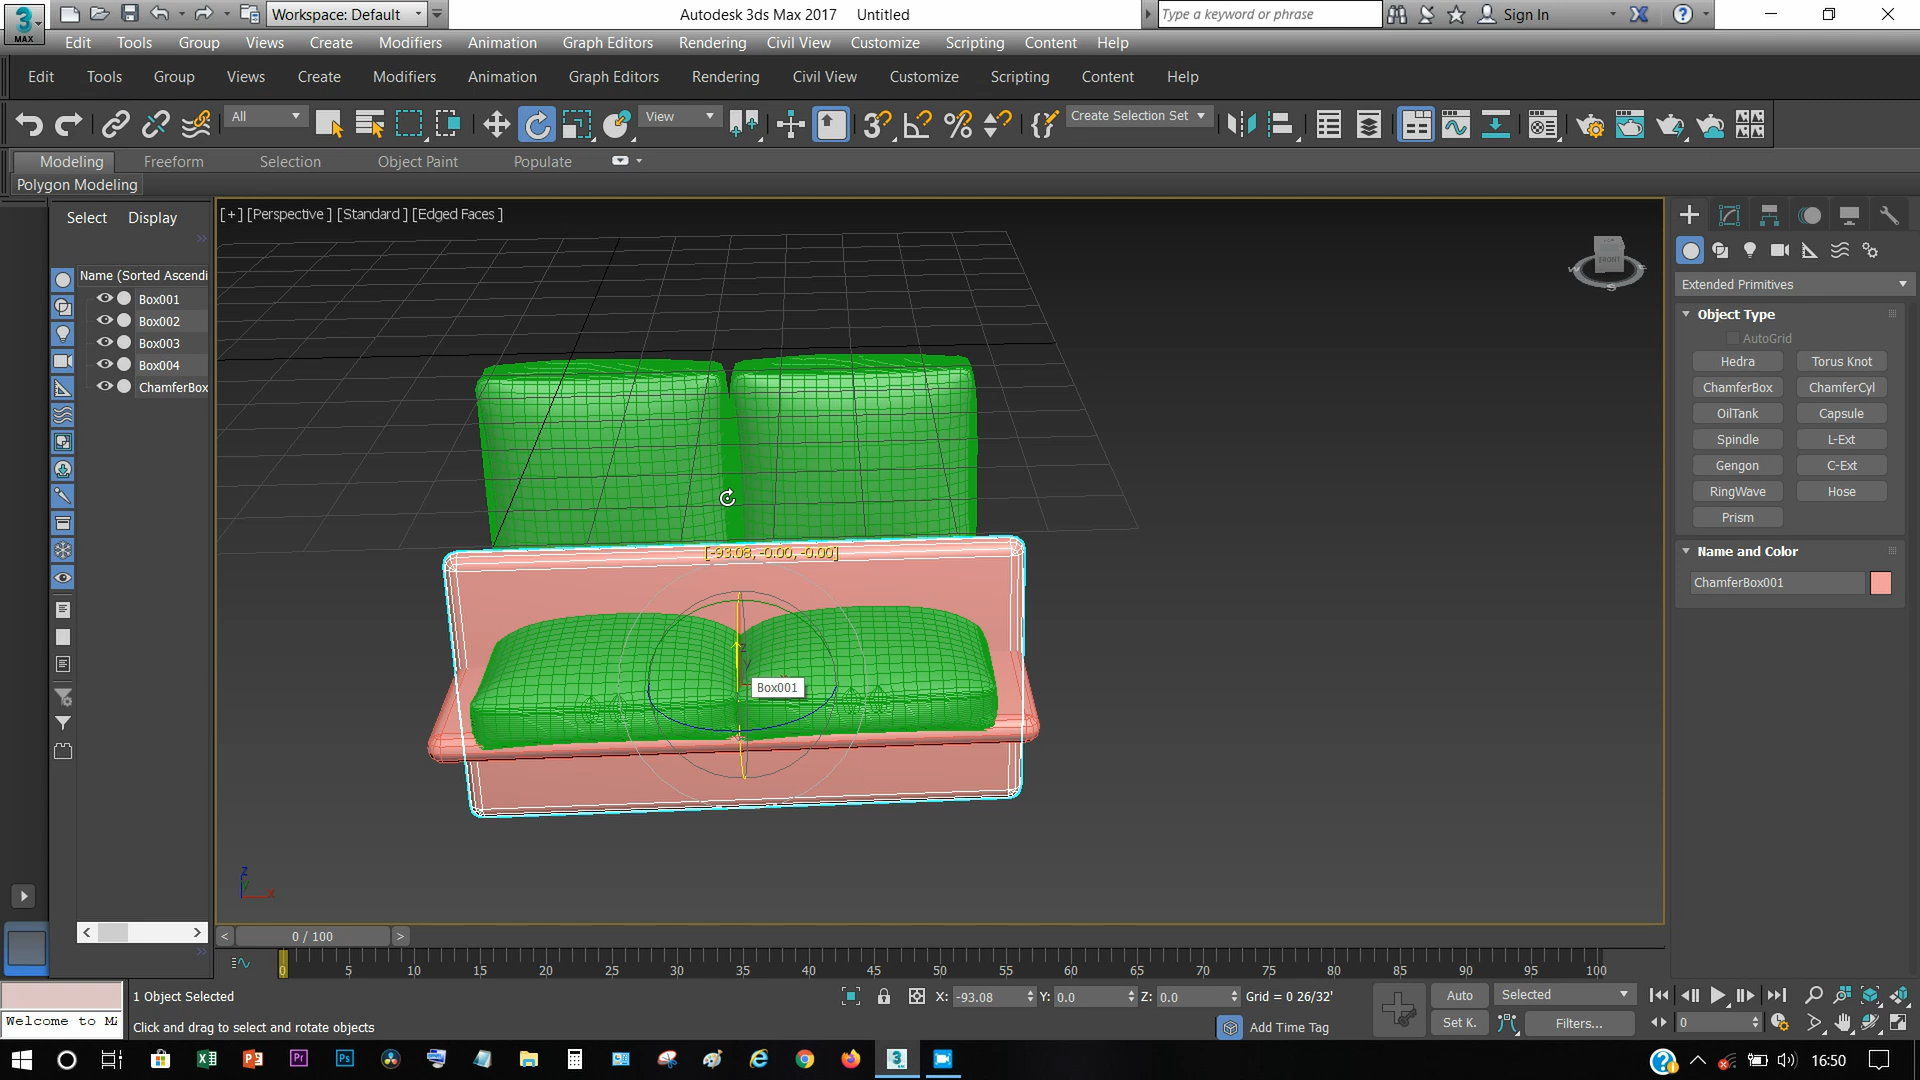 3 MAX
Workspace: Default
Autodesk 3ds Max 2017 Untitled
Type a keyword or phrase
Sign In
Edit Tools Group Views Create Modifiers Animation Graph Editors Rendering Civil View Customize Scripting Content Help
Edit Tools Group Views Create Modifiers Animation Graph Editors Rendering Civil View Customize Scripting Content Help
All
View
Create Selection Set
Modeling Freeform Selection Object Paint Populate
Polygon Modeling
Select Display
[+] [Perspective ] [Standard ] [Edged Faces ]
Name (Sorted Ascendi
Box001
Box002
Box003
Box004
ChamferBox
FRONT
Extended Primitives
Object Type
AutoGrid
Hedra Torus Knot
ChamferBox ChamferCyl
OilTank Capsule
Spindle L-Ext
Gengon C-Ext
RingWave Hose
Prism
Name and Color
ChamferBox001
[-93.08, -0.00, -0.00]
z
y
Box001
z
y
x
< 0 / 100 >
0 5 10 15 20 25 30 35 40 45 50 55 60 65 70 75 80 85 90 95 100
1 Object Selected
X: -93.08 Y: 0.0 Z: 0.0 Grid = 0 26/32'
Auto Selected
Welcome to M
Click and drag to select and rotate objects
Add Time Tag
Set K. Filters...
0
16:50